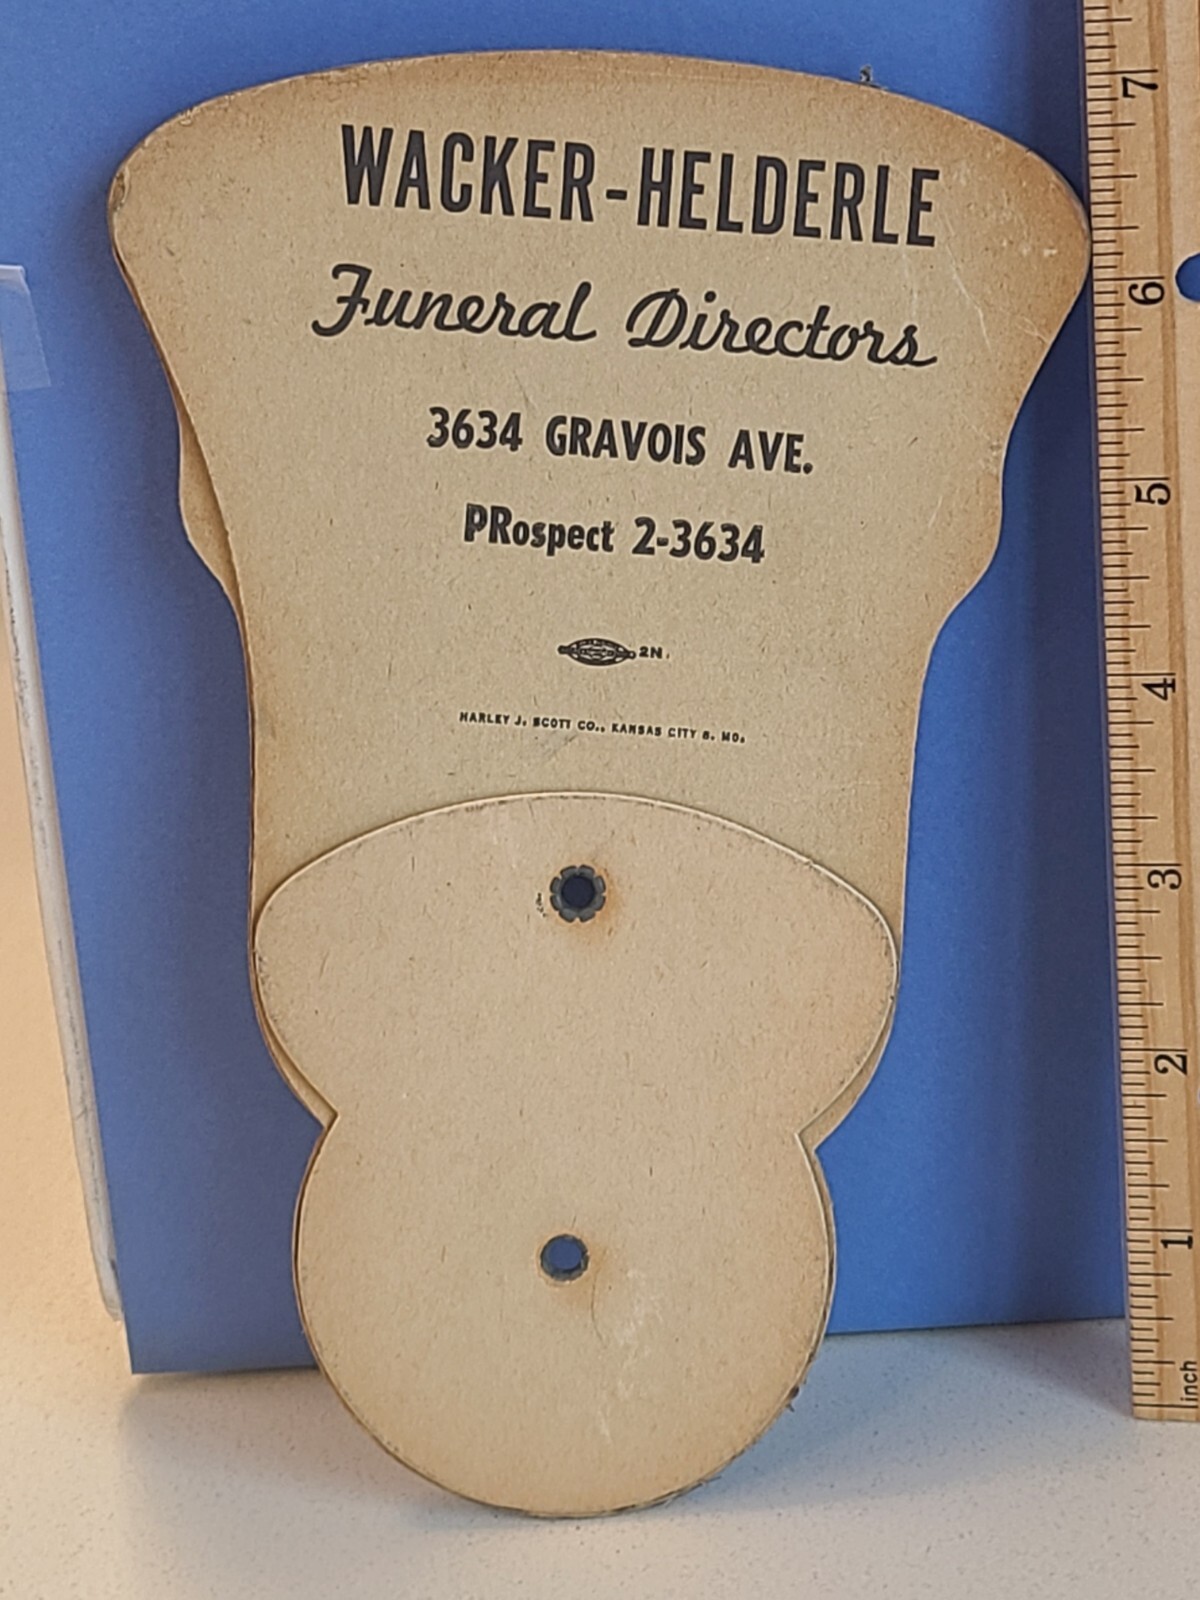 WACKER-HELDERLE
Funeral Directors
3634 GRAVOIS AVE.
PRospect 2-3634
2N.
HARLEY J. SCOTT CO., KANSAS CITY 8, MO.
7
6
5
4
3
2
1
inch